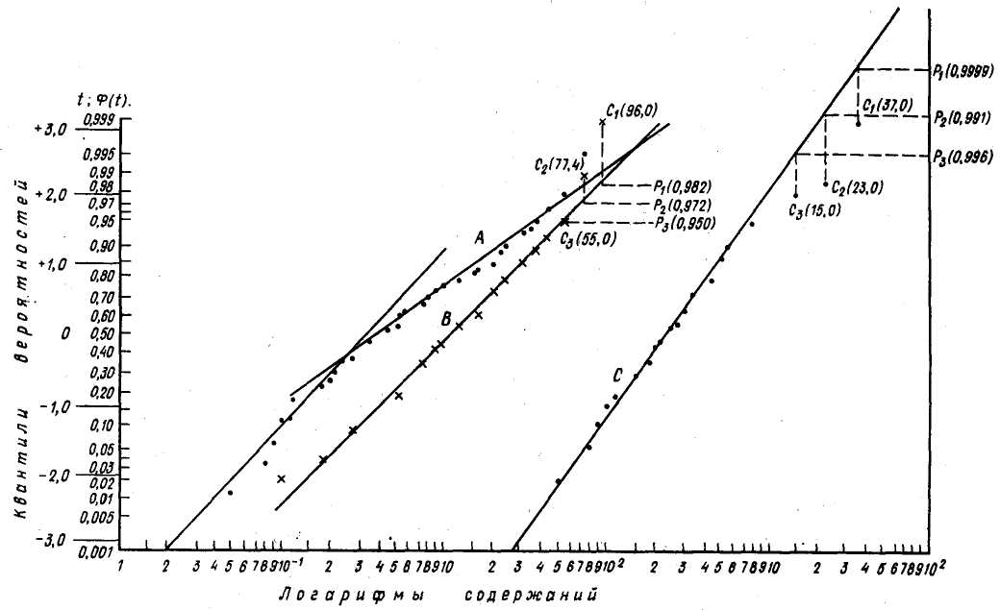 t; Φ(t).
+3,0
0,999
0,995
0,99
0,98
+2,0
0,97
0,95
0,90
+1,0
0,80
0,70
0,60
0
0,50
0,40
0,30
0,20
-1,0
0,10
0,05
0,03
-2,0
0,02
0,01
0,005
-3,0
0,001
Квантили вероятностей
A
B
C
C₁(96,0)
C₂(77,4)
P₁(0,982)
P₂(0,972)
P₃(0,950)
C₃(55,0)
P₁(0,9999)
C₁(37,0)
P₂(0,991)
P₃(0,996)
C₂(23,0)
C₃(15,0)
1 2 3 4 5 6 7 8 9 10⁻¹ 2 3 4 5 6 7 8 9 10 2 3 4 5 6 7 8 9 10² 2 3 4 5 6 7 8 9 10 2 3 4 5 6 7 8 9 10²
Логарифмы содержаний